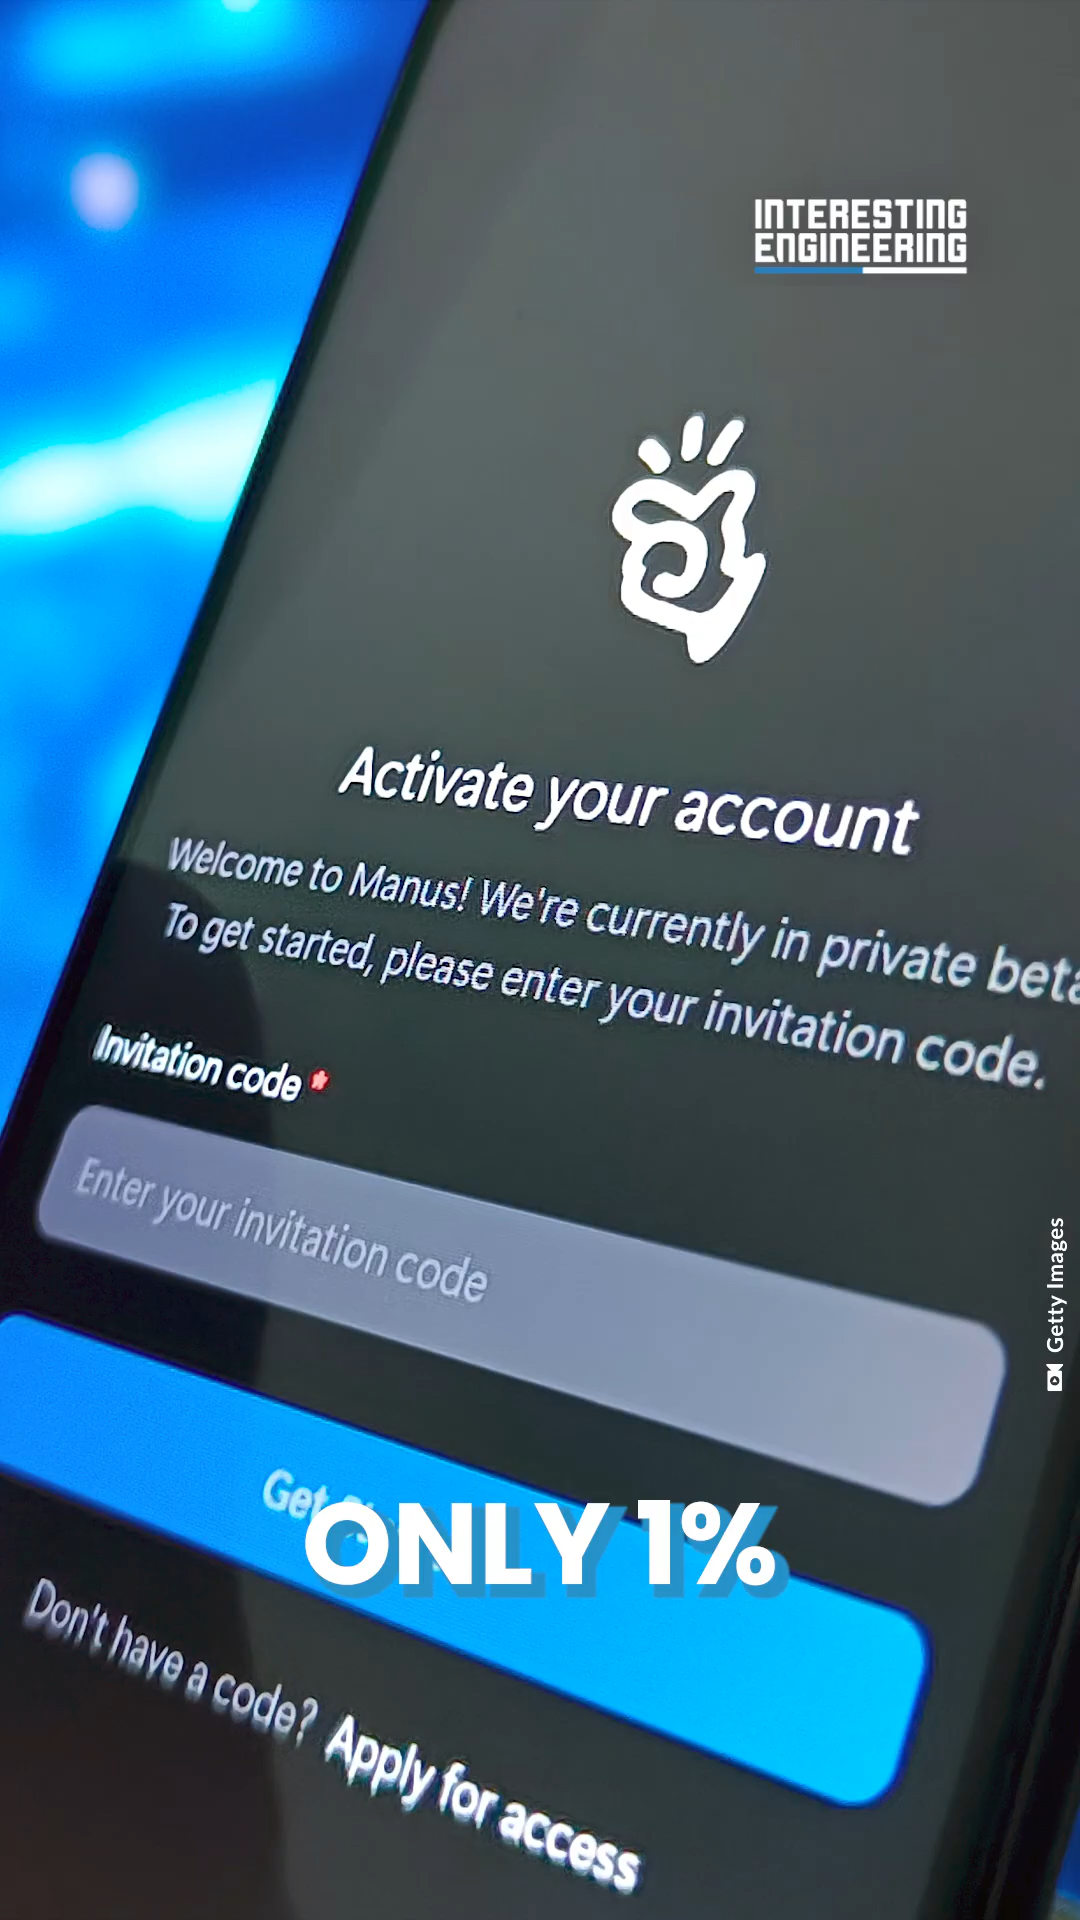 INTERESTING
ENGINEERING
Activate your account
Welcome to Manus! We're currently in private beta
To get started, please enter your invitation code.
Invitation code *
Enter your invitation code
Getty Images
Get
ONLY 1%
Don't have a code? Apply for access